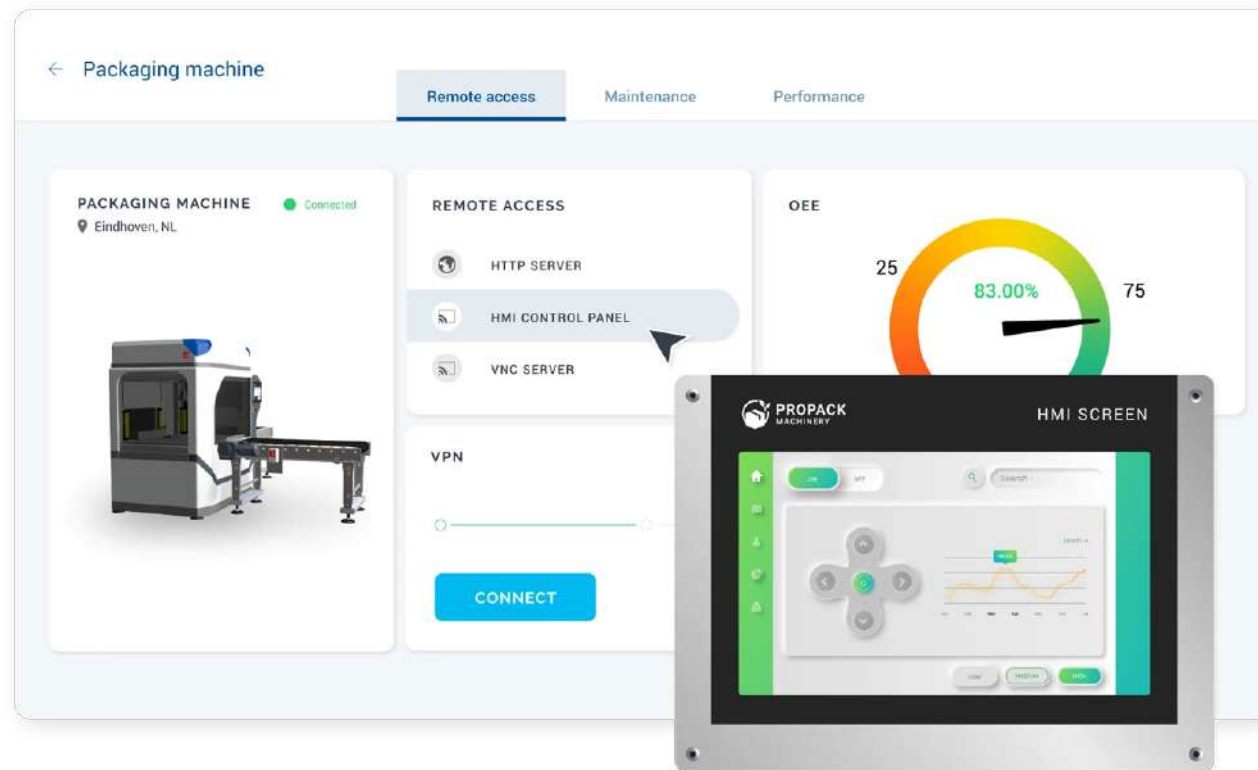 Packaging machine
Remote access
Maintenance
Performance
PACKAGING MACHINE
Connected
Eindhoven, NL
REMOTE ACCESS
HTTP SERVER
HMI CONTROL PANEL
VNC SERVER
VPN
CONNECT
OEE
25
83.00%
75
PROPACK
MACHINERY
HMI SCREEN
Search